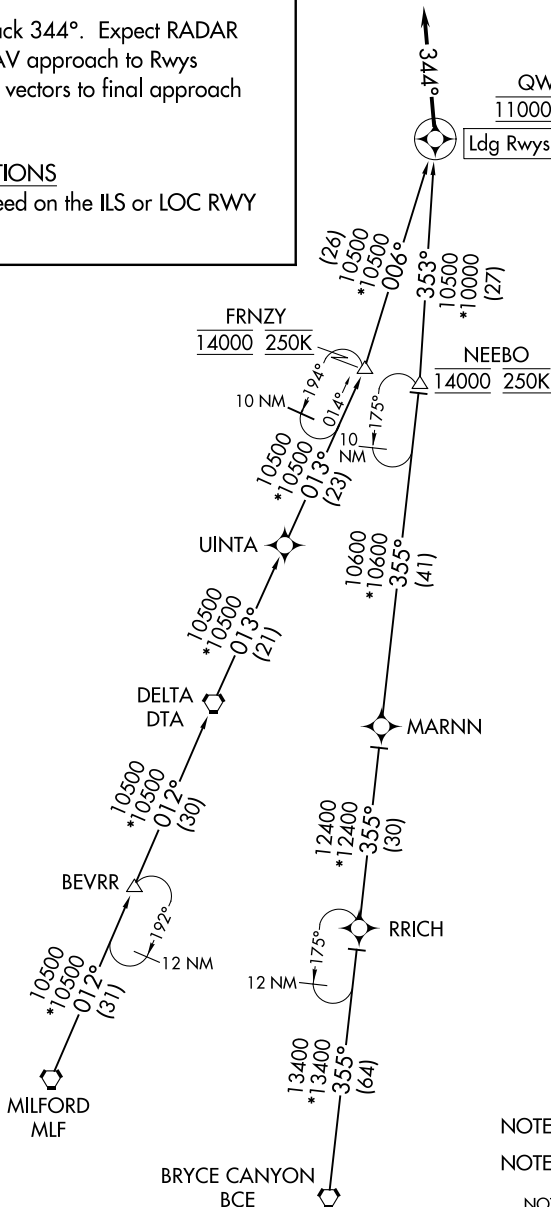 ack 344°. Expect RADAR
AV approach to Rwys
vectors to final approach
TIONS
eed on the ILS or LOC RWY
344°
QW
11000
Ldg Rwys
(26)
10500
*10500
006°
353°
10500
*10000
(27)
FRNZY
14000 250K
NEEBO
14000 250K
194°
014°
10 NM
175°
10
NM
10500
*10500
013°
(23)
UINTA
10600
*10600
355°
(41)
10500
*10500
013°
(21)
DELTA
DTA
MARNN
10500
*10500
012°
(30)
12400
*12400
355°
(30)
BEVRR
192°
12 NM
RRICH
175°
12 NM
10500
*10500
012°
(31)
13400
*13400
355°
(64)
MILFORD
MLF
BRYCE CANYON
BCE
NOTE
NOTE
NOT